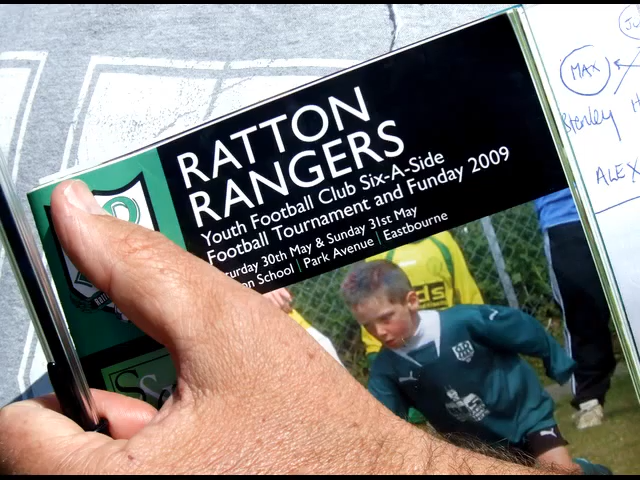 RATTON
RANGERS
Youth Football Club Six-A-Side
Football Tournament and Funday 2009
30th May & Sunday 31st May
School | Park Avenue | Eastbourne
MAX
ALEX